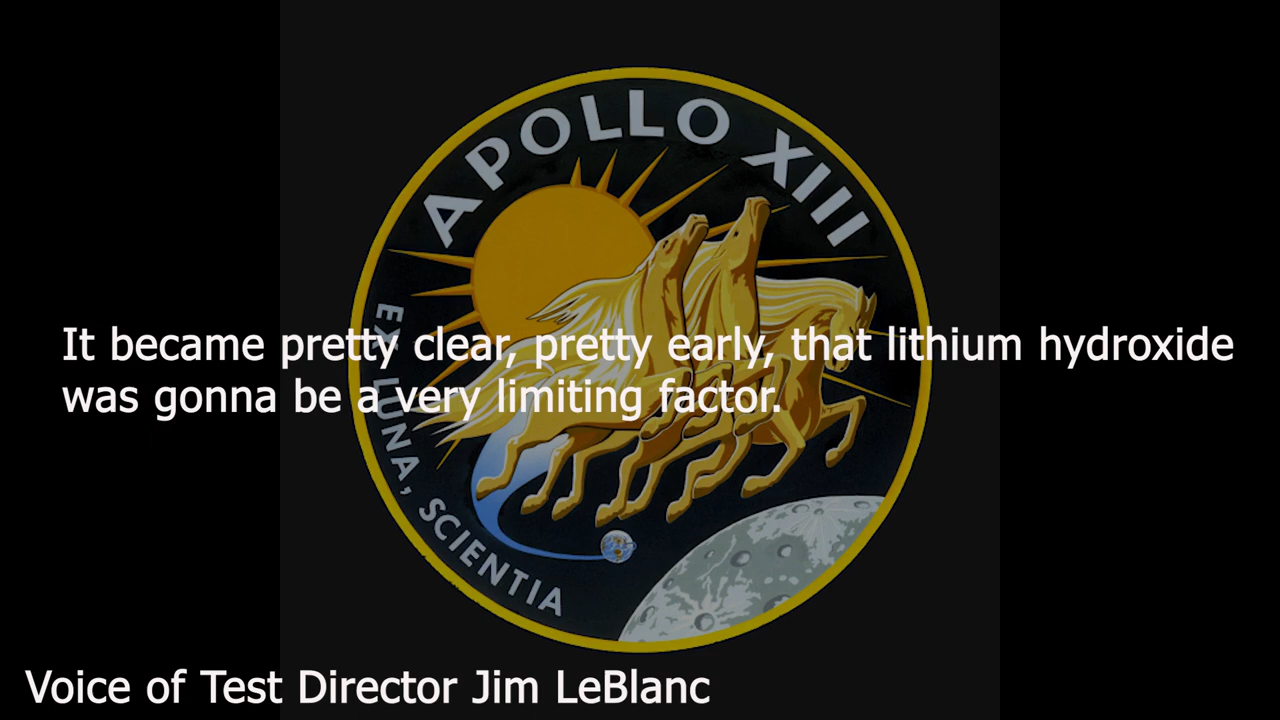 APOLLO XIII
It became pretty clear, pretty early, that lithium hydroxide
was gonna be a very limiting factor.
EX LUNA, SCIENTIA
Voice of Test Director Jim LeBlanc